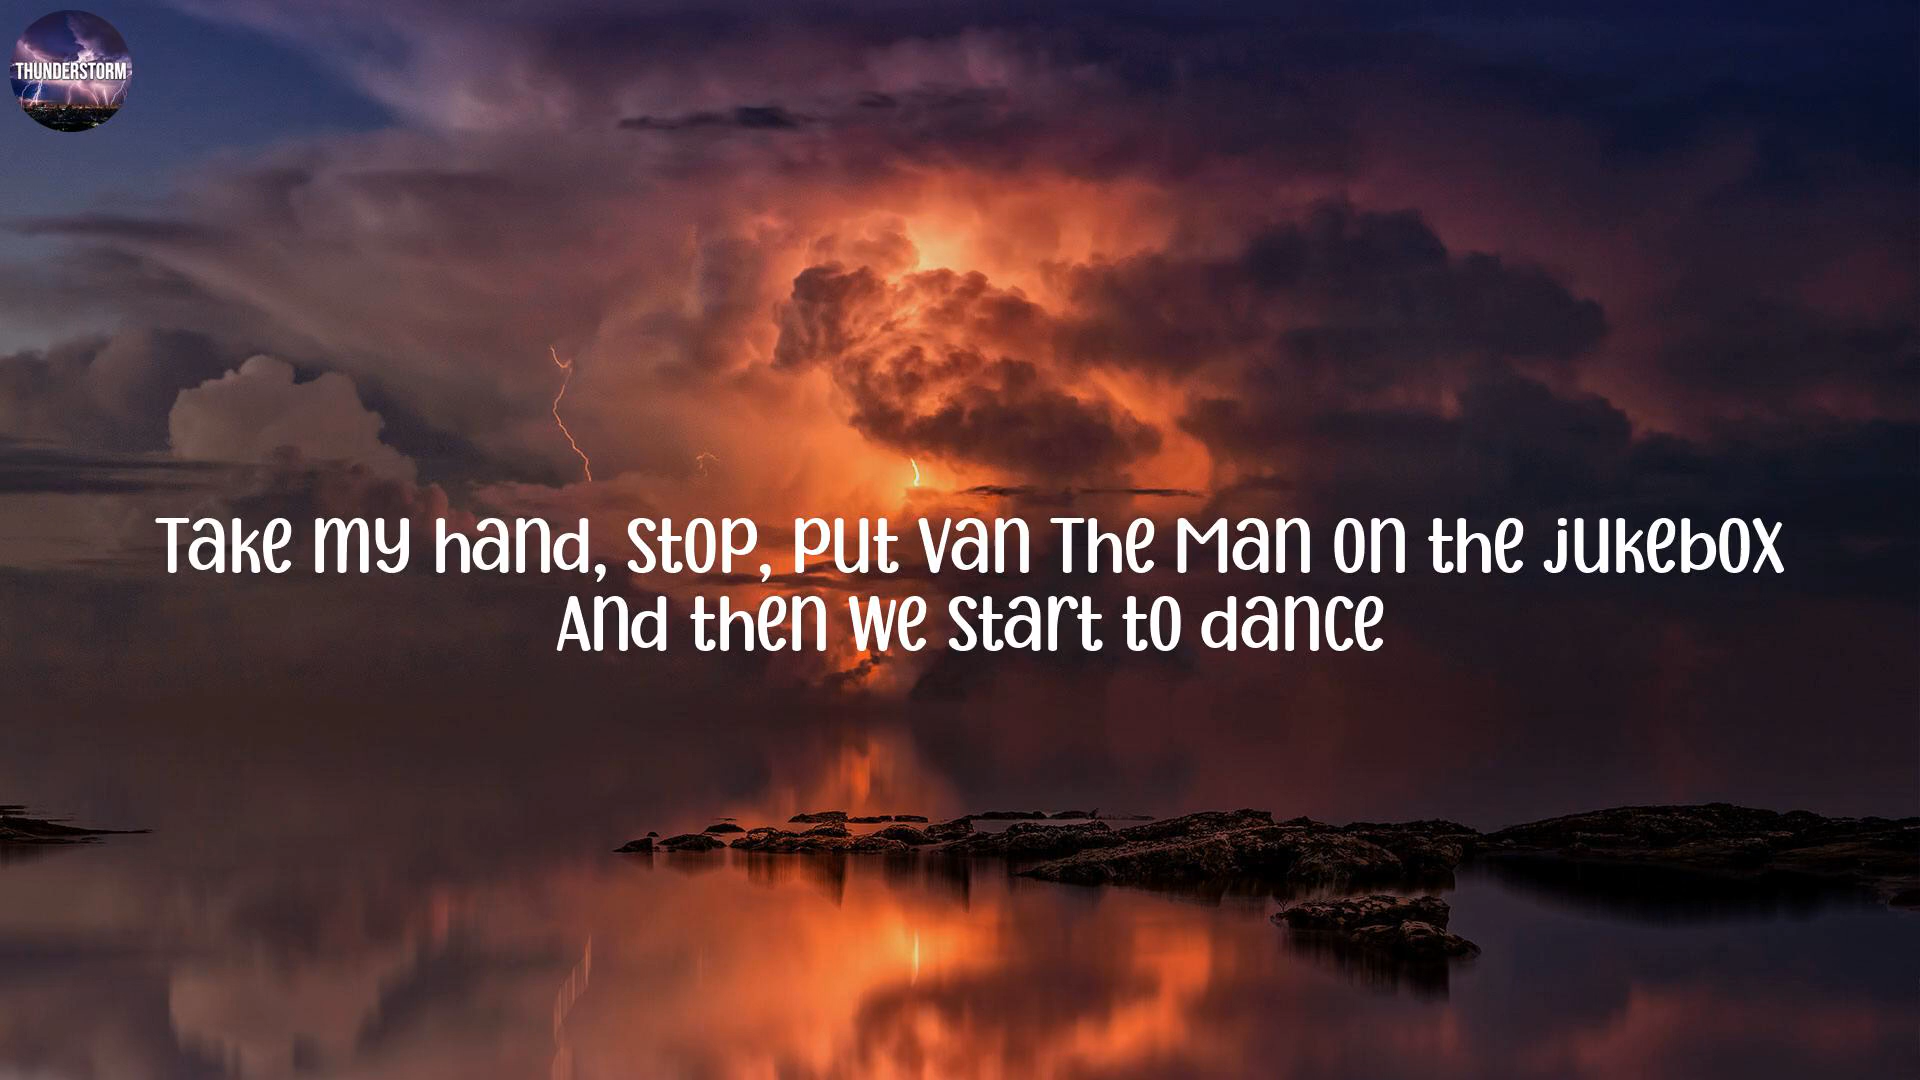 THUNDERSTORM
Take my hand, stop, put Van The Man on the jukebox
And then we start to dance